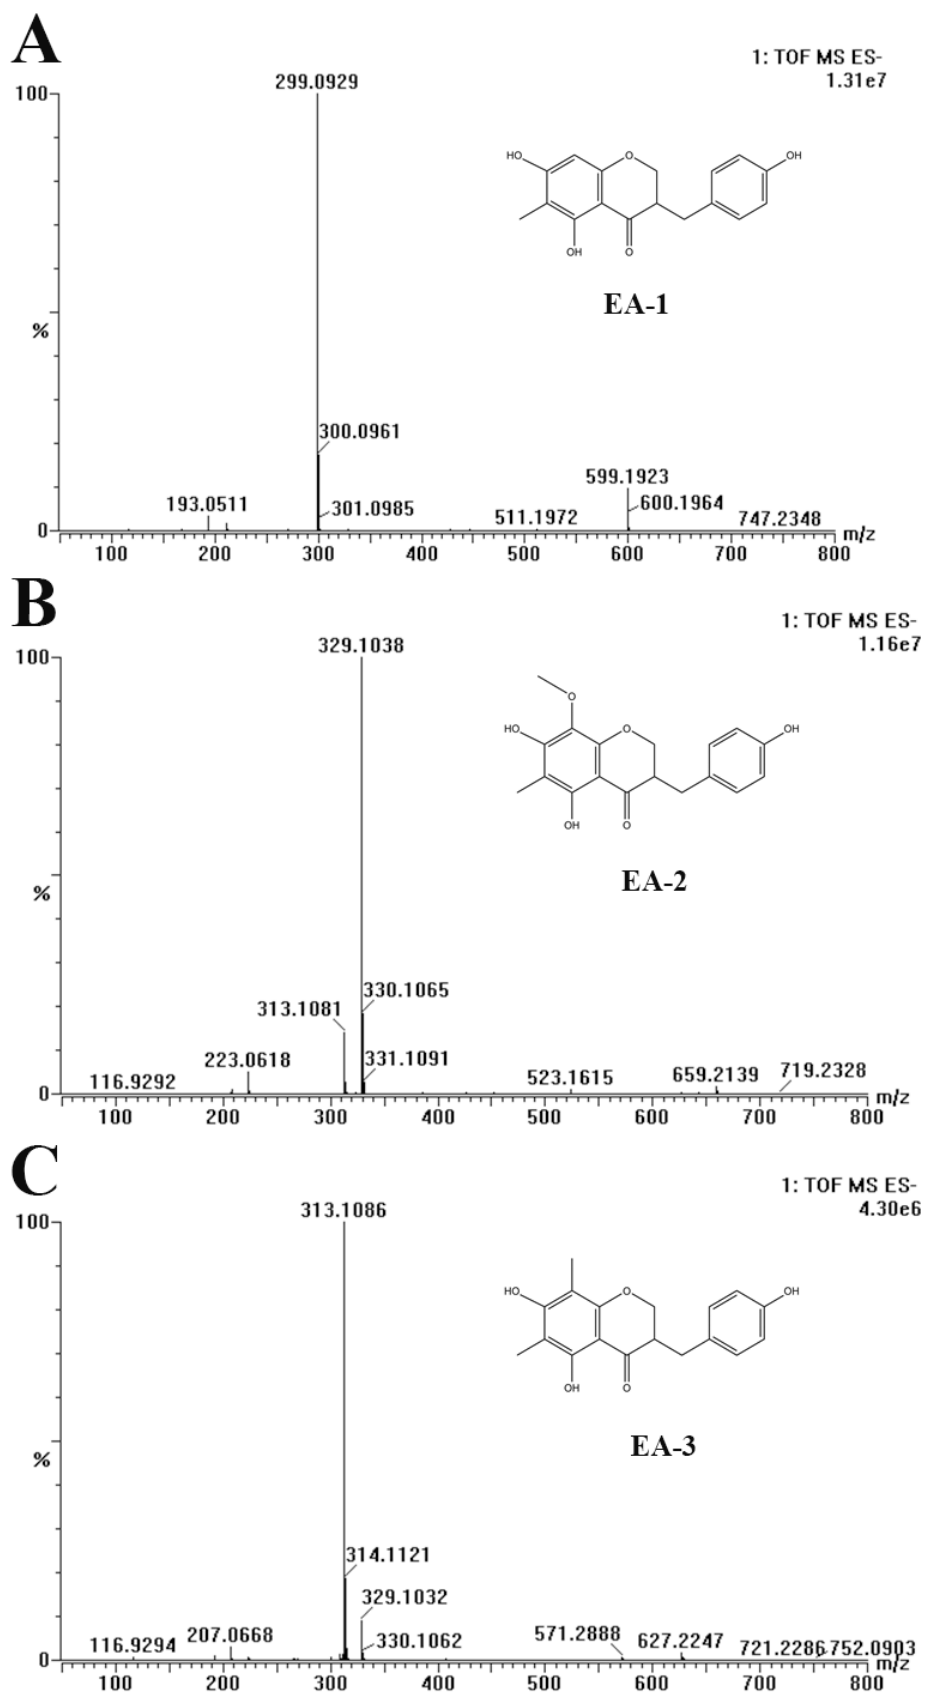 A
1: TOF MS ES-
1.31e7
299.0929
100
HO
O
OH
OH
O
EA-1
%
300.0961
301.0985
193.0511
599.1923
600.1964
511.1972
747.2348
0
m/z
100 200 300 400 500 600 700 800
B
1: TOF MS ES-
1.16e7
329.1038
100
O
HO
O
OH
OH
O
EA-2
%
330.1065
313.1081
331.1091
223.0618
116.9292
523.1615
659.2139
719.2328
0
m/z
100 200 300 400 500 600 700 800
C
1: TOF MS ES-
4.30e6
313.1086
100
HO
O
OH
OH
O
EA-3
%
314.1121
329.1032
330.1062
207.0668
116.9294
571.2888
627.2247
721.2286
752.0903
0
m/z
100 200 300 400 500 600 700 800